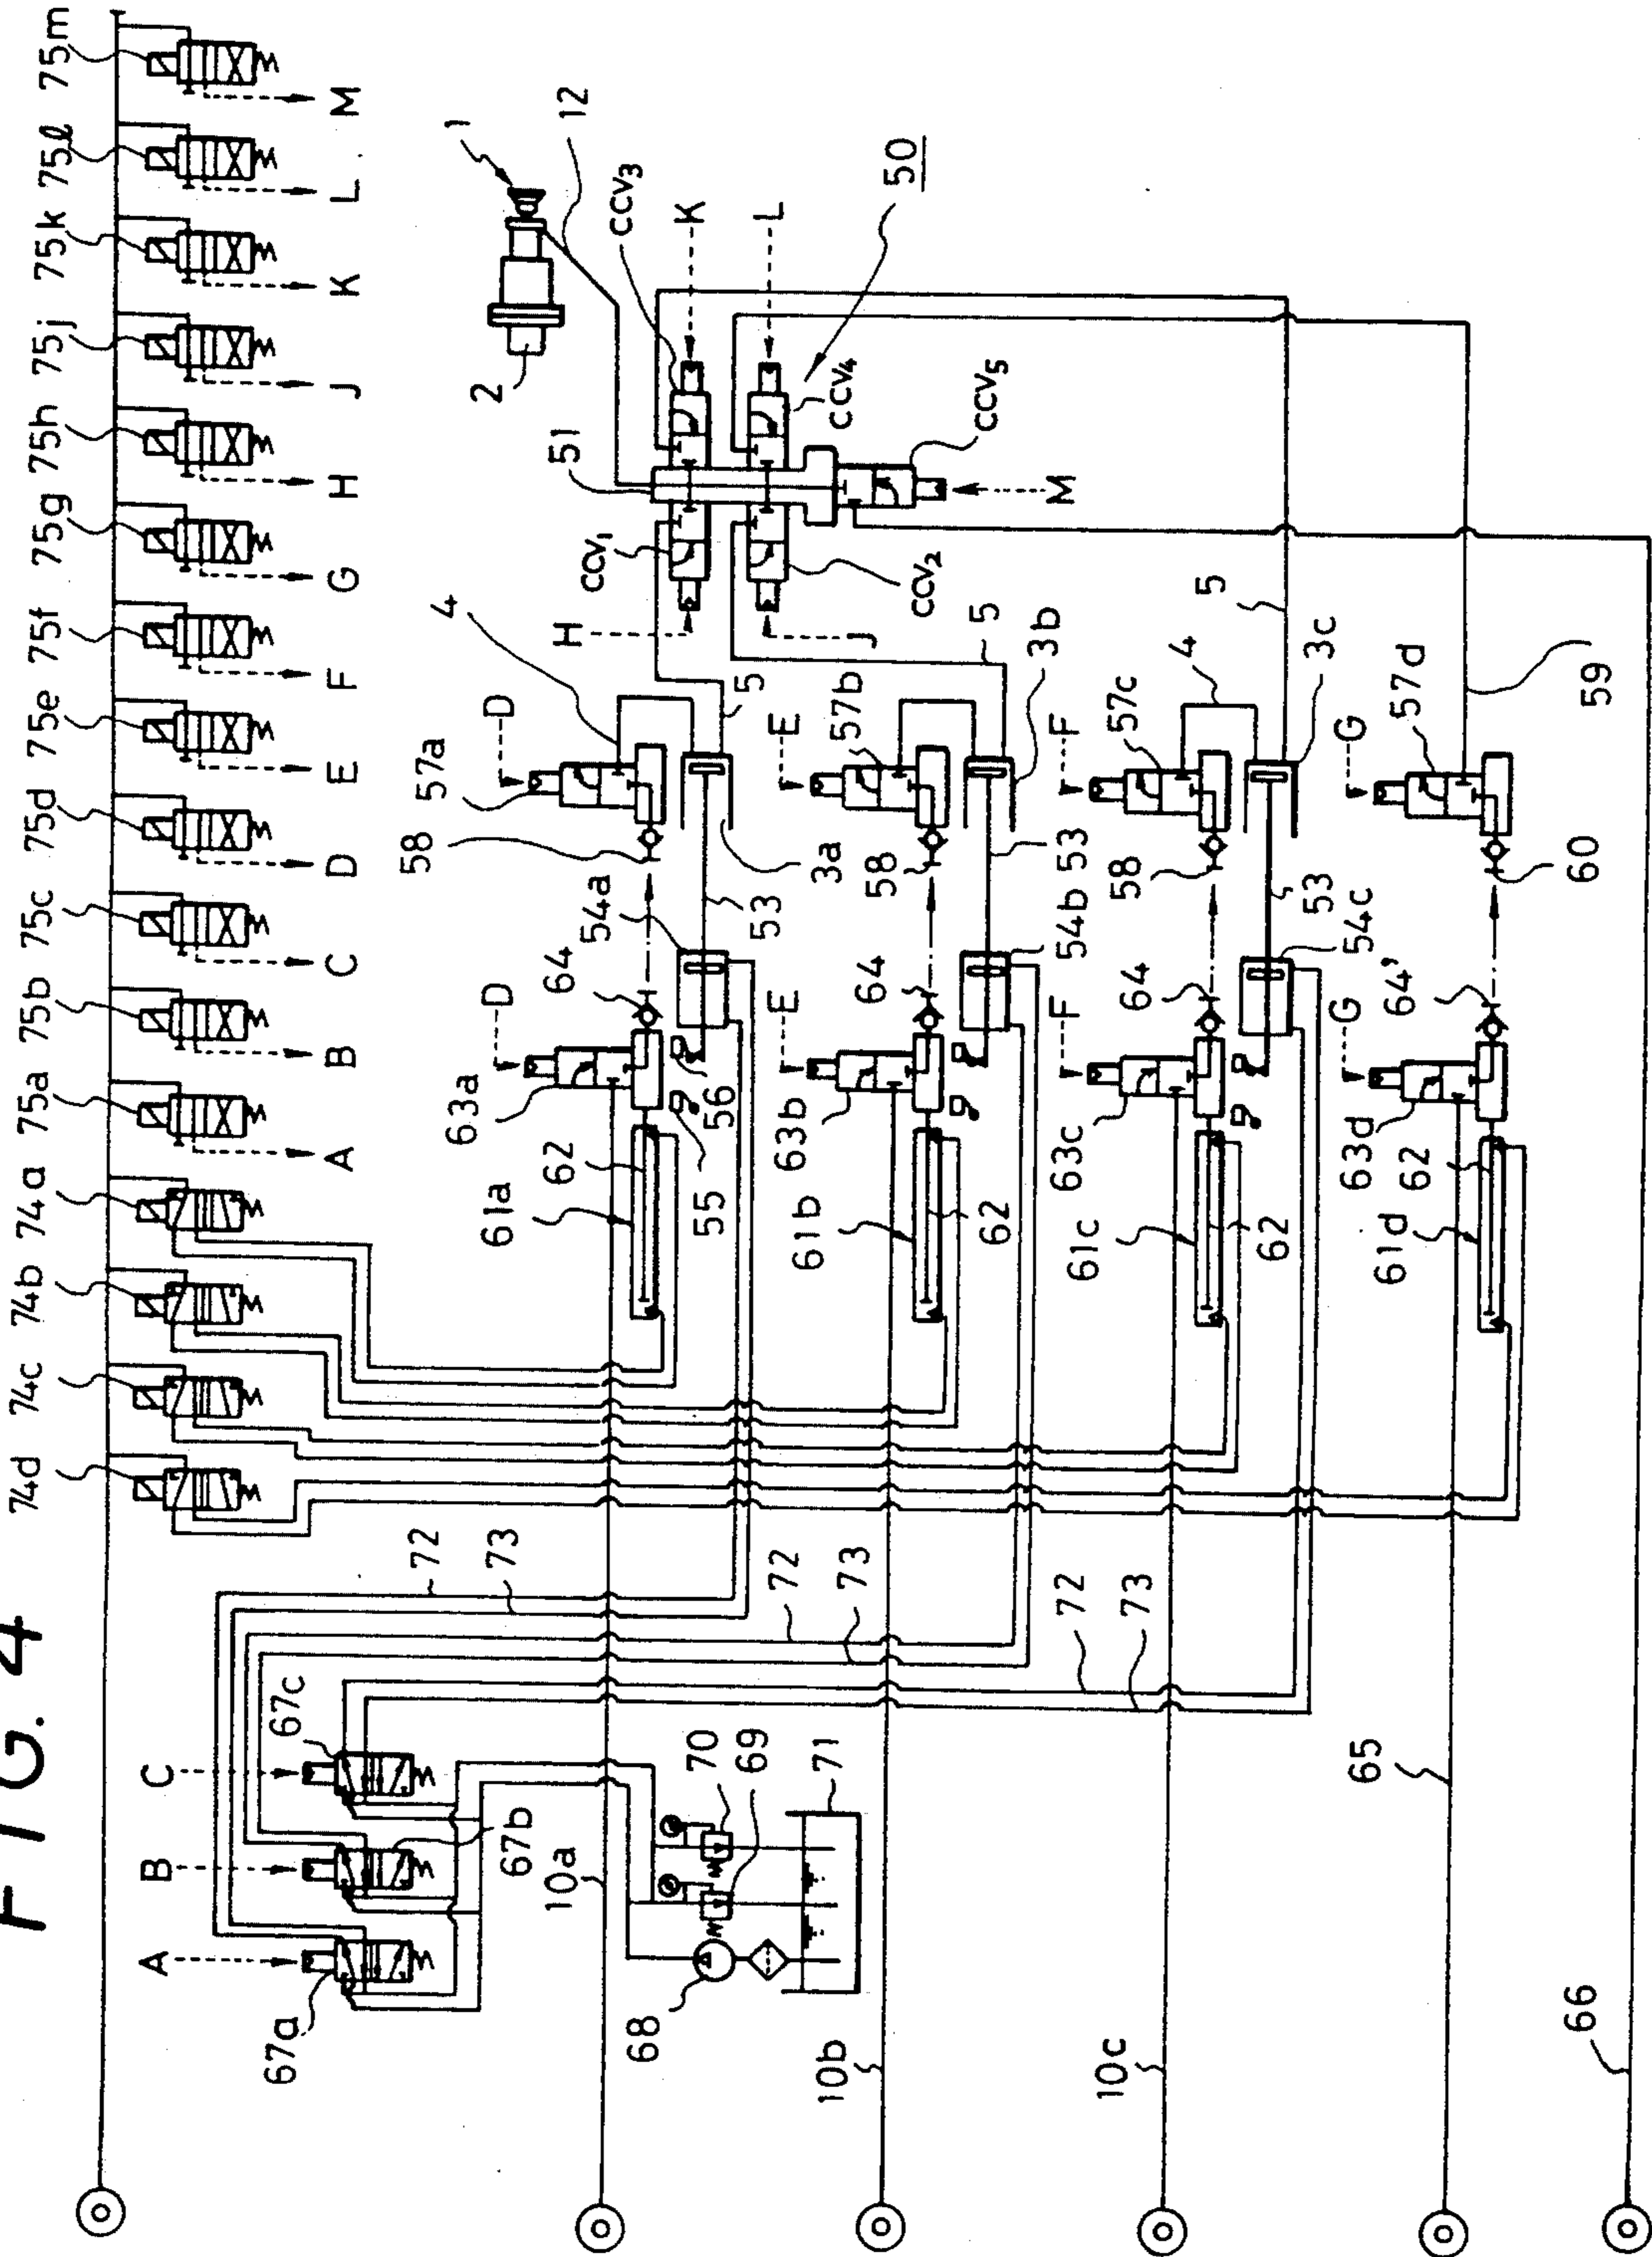 FIG. 4
74d 74c 74b 74a 75a 75b 75c 75d 75e 75f 75g 75h 75j 75k 75l 75m
A B C D E F G H J K L M
A B C
67a
67b
67c
68
70
69
71
72
73
72
73
72
73
10a
10b
10c
65
66
1
12
2
50
51
CCV1
CCV2
CCV3
CCV4
CCV5
H
J
K
L
M
4
5
D
57a
58
3a
53
54a
64
D
63a
62
61a
55
56
E
57b
58
3b
5
53
54b
64
E
63b
62
61b
F
57c
58
4
5
3c
53
54c
64
F
63c
62
61c
G
57d
59
60
64'
G
63d
62
61d